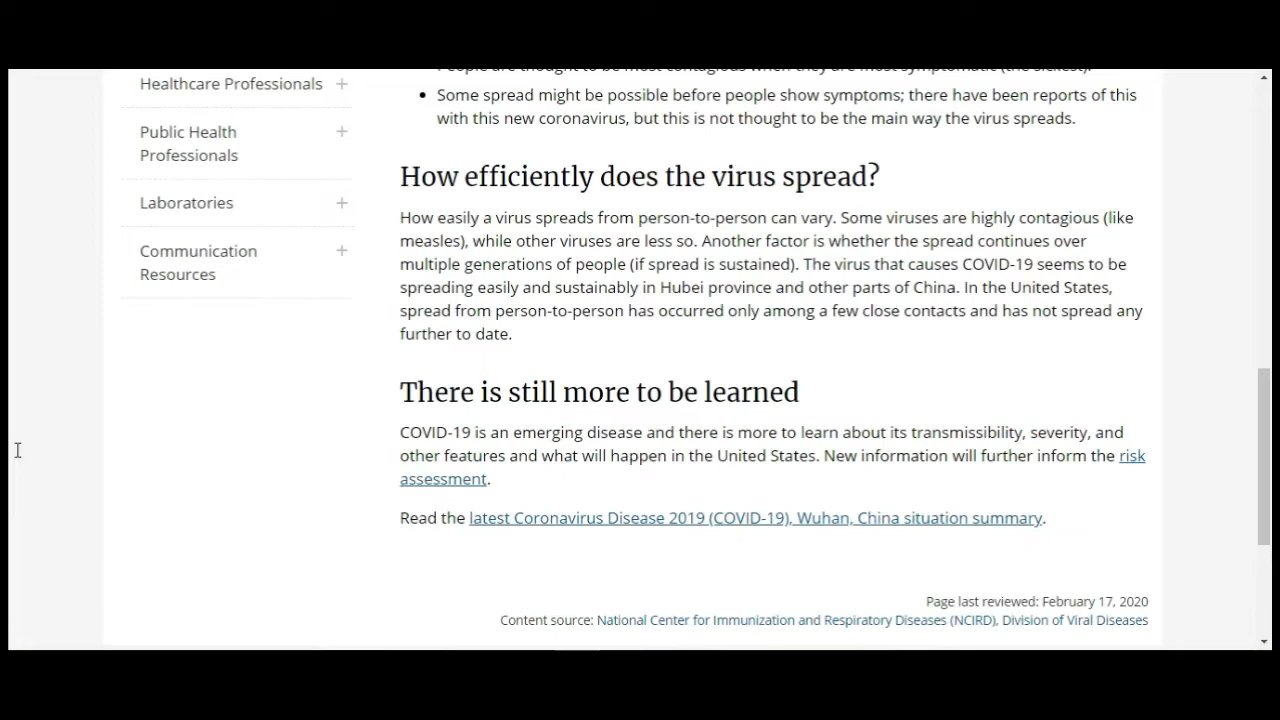 Healthcare Professionals +
Public Health +
Professionals
Laboratories +
Communication +
Resources
People are thought to be most contagious when they are most symptomatic (the sickest).
• Some spread might be possible before people show symptoms; there have been reports of this
with this new coronavirus, but this is not thought to be the main way the virus spreads.
How efficiently does the virus spread?
How easily a virus spreads from person-to-person can vary. Some viruses are highly contagious (like
measles), while other viruses are less so. Another factor is whether the spread continues over
multiple generations of people (if spread is sustained). The virus that causes COVID-19 seems to be
spreading easily and sustainably in Hubei province and other parts of China. In the United States,
spread from person-to-person has occurred only among a few close contacts and has not spread any
further to date.
There is still more to be learned
COVID-19 is an emerging disease and there is more to learn about its transmissibility, severity, and
other features and what will happen in the United States. New information will further inform the risk
assessment.
Read the latest Coronavirus Disease 2019 (COVID-19), Wuhan, China situation summary.
Page last reviewed: February 17, 2020
Content source: National Center for Immunization and Respiratory Diseases (NCIRD), Division of Viral Diseases